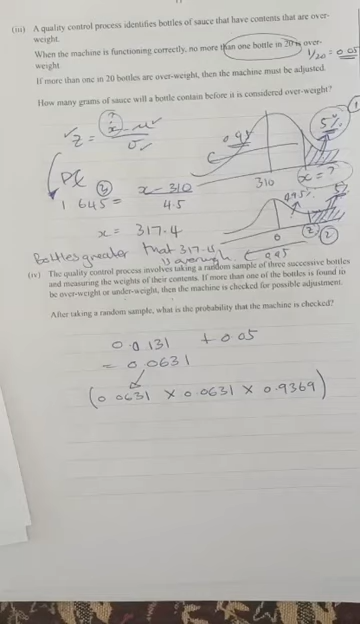 (iii) A quality control process identifies bottles of sauce that have contents that are over-
weight.
When the machine is functioning correctly, no more than one bottle in 20 is over-
weight
1/20 = 0.05
If more than one in 20 bottles are over-weight, then the machine must be adjusted.
How many grams of sauce will a bottle contain before it is considered over-weight?
z = x - μ
σ
0.95
5%
310
x = ?
1.645 = x - 310
4.5
x = 317.4
0.95
5%
0
0.95
Bottles greater that 317.4
(iv) The quality control process involves taking a random sample of three successive bottles
and measuring the weights of their contents. If more than one of the bottles is found to
be over-weight or under-weight, then the machine is checked for possible adjustment.
After taking a random sample, what is the probability that the machine is checked?
0.0131 + 0.05
= 0.0631
(0.0631 × 0.0631 × 0.9369)